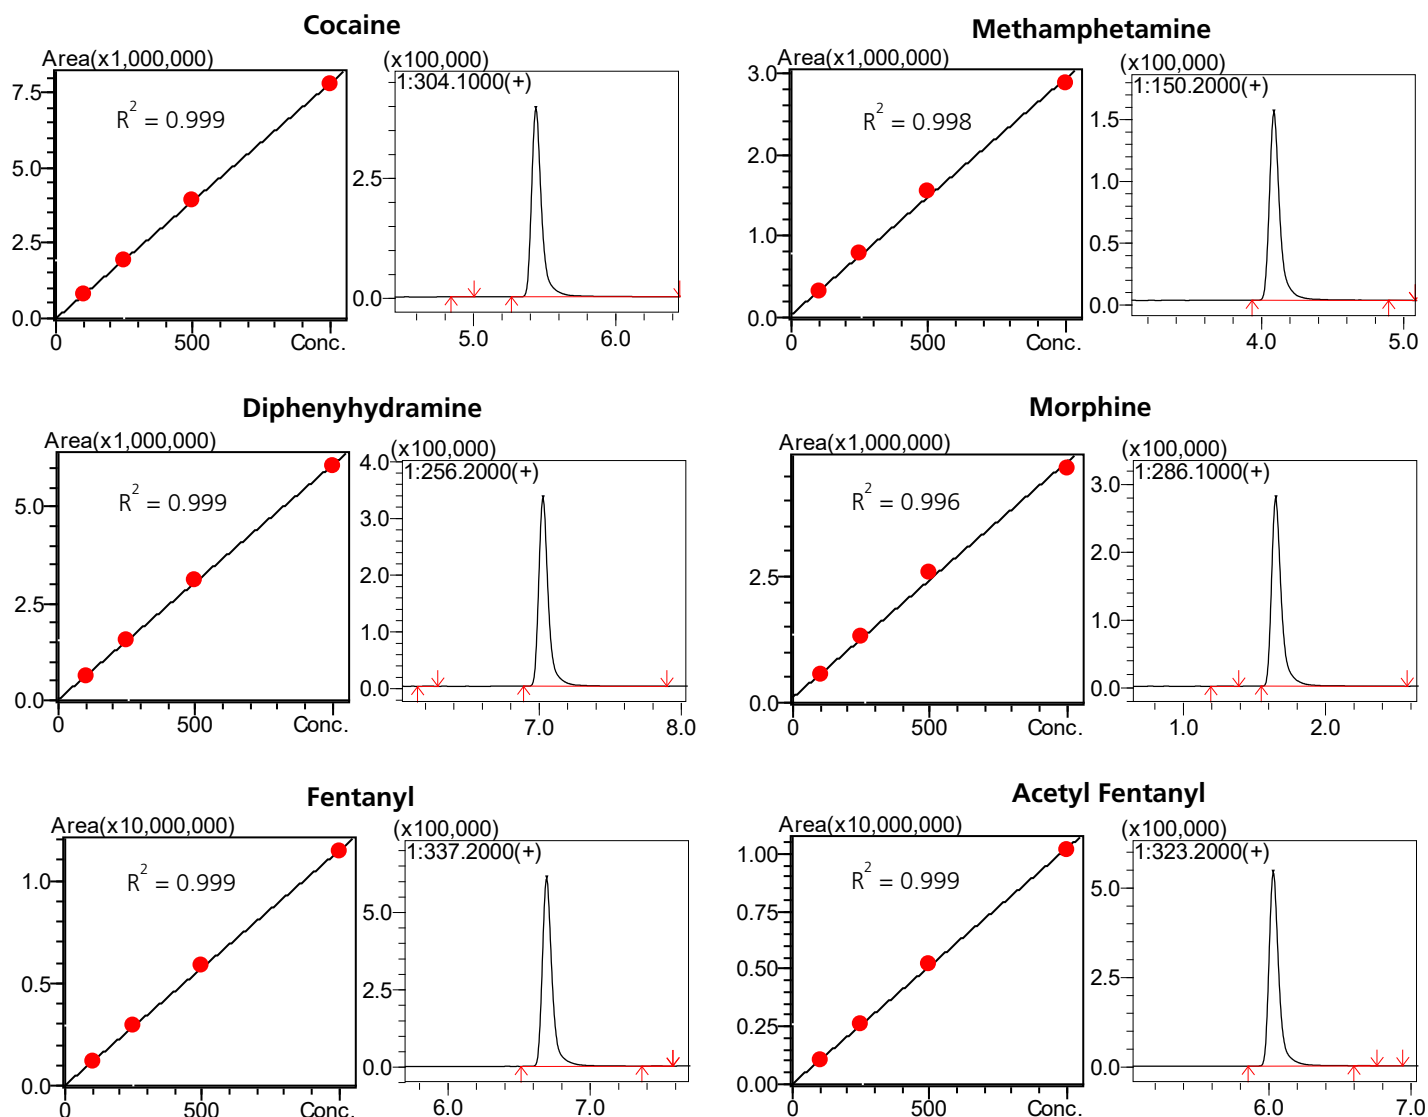 Cocaine
Area(x1,000,000)
7.5
5.0
2.5
0.0
0
500
Conc.
R² = 0.999
(x100,000)
1:304.1000(+)
2.5
0.0
5.0
6.0
Methamphetamine
Area(x1,000,000)
3.0
2.0
1.0
0.0
0
500
Conc.
R² = 0.998
(x100,000)
1:150.2000(+)
1.5
1.0
0.5
0.0
4.0
5.0
Diphenyhydramine
Area(x1,000,000)
5.0
2.5
0.0
0
500
Conc.
R² = 0.999
(x100,000)
4.0
1:256.2000(+)
3.0
2.0
1.0
0.0
7.0
8.0
Morphine
Area(x1,000,000)
2.5
0.0
0
500
Conc.
R² = 0.996
(x100,000)
1:286.1000(+)
3.0
2.0
1.0
0.0
1.0
2.0
Fentanyl
Area(x10,000,000)
1.0
0.5
0.0
0
500
Conc.
R² = 0.999
(x100,000)
1:337.2000(+)
5.0
2.5
0.0
6.0
7.0
Acetyl Fentanyl
Area(x10,000,000)
1.00
0.75
0.50
0.25
0.00
0
500
Conc.
R² = 0.999
(x100,000)
1:323.2000(+)
5.0
2.5
0.0
6.0
7.0